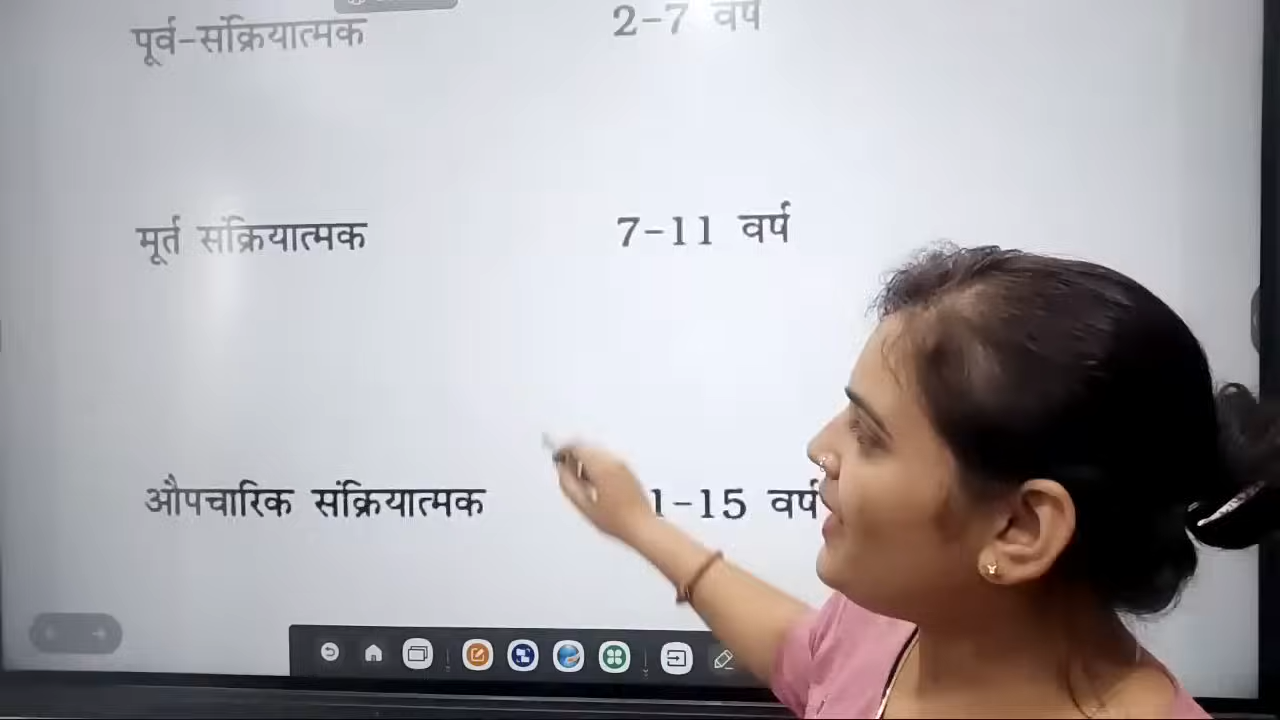 पूर्व-संक्रियात्मक 2-7 वर्ष
मूर्त संक्रियात्मक 7-11 वर्ष
औपचारिक संक्रियात्मक 1-15 वर्ष